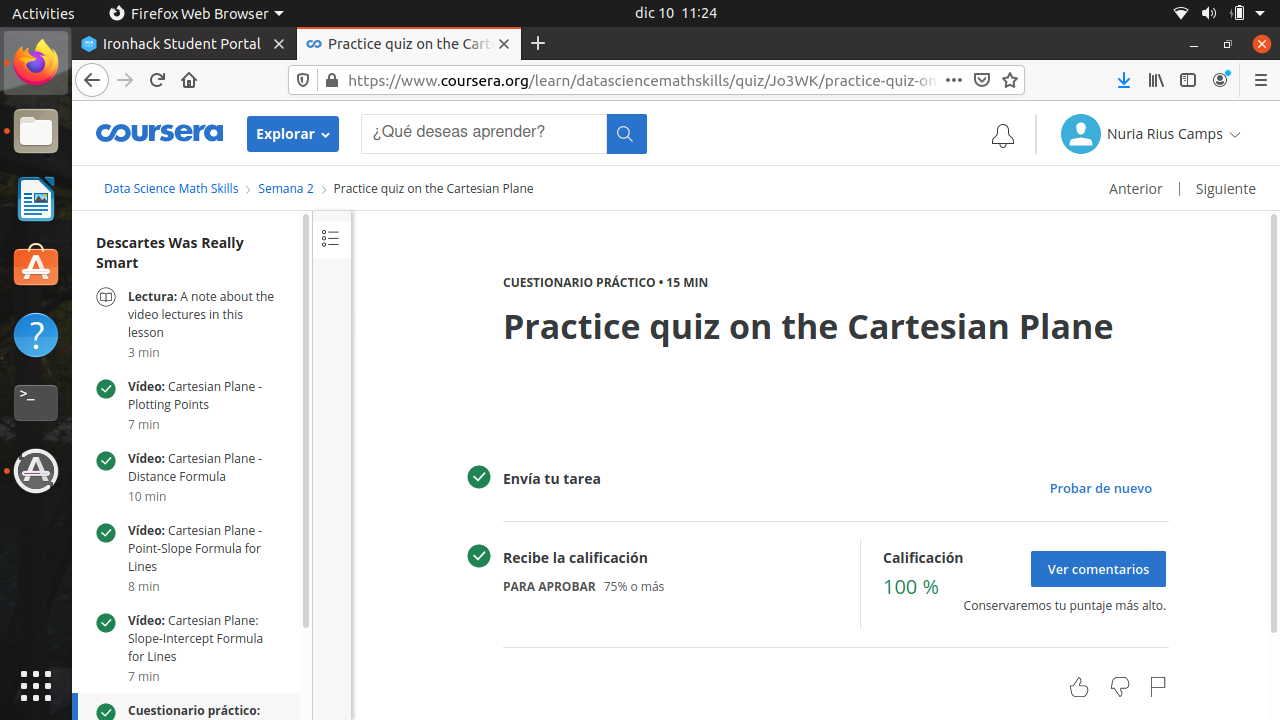 Activities
Firefox Web Browser
dic 10 11:24
Ironhack Student Portal
Practice quiz on the Cart
https://www.coursera.org/learn/datasciencemathskills/quiz/Jo3WK/practice-quiz-on
coursera
Explorar
¿Qué deseas aprender?
Nuria Rius Camps
Data Science Math Skills
Semana 2
Practice quiz on the Cartesian Plane
Anterior
Siguiente
Descartes Was Really
Smart
Lectura: A note about the
video lectures in this
lesson
3 min
Vídeo: Cartesian Plane -
Plotting Points
7 min
Vídeo: Cartesian Plane -
Distance Formula
10 min
Vídeo: Cartesian Plane -
Point-Slope Formula for
Lines
8 min
Vídeo: Cartesian Plane:
Slope-Intercept Formula
for Lines
7 min
Cuestionario práctico:
CUESTIONARIO PRÁCTICO • 15 MIN
Practice quiz on the Cartesian Plane
Envía tu tarea
Probar de nuevo
Recibe la calificación
PARA APROBAR 75% o más
Calificación
100 %
Ver comentarios
Conservaremos tu puntaje más alto.